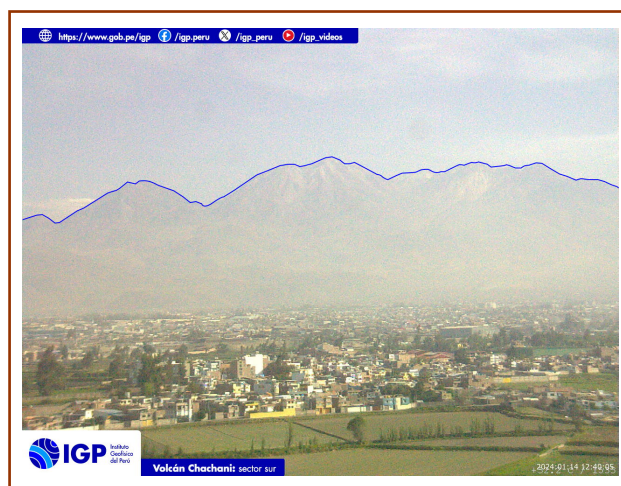 https://www.gob.pe/igp /igp.peru /igp_peru /igp_videos
IGP
Instituto
Geofísico
del Perú
Volcán Chachani: sector sur
2024:01:14 12:40:05